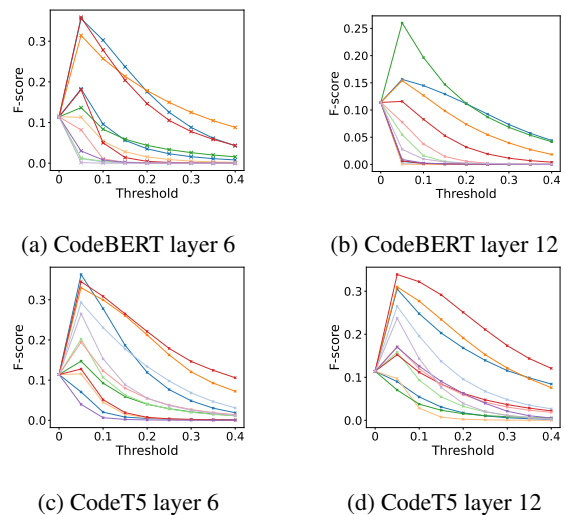 F-score
0.3
0.2
0.1
0.0
0 0.1 0.2 0.3 0.4
Threshold
(a) CodeBERT layer 6
F-score
0.25
0.20
0.15
0.10
0.05
0.00
0 0.1 0.2 0.3 0.4
Threshold
(b) CodeBERT layer 12
F-score
0.3
0.2
0.1
0.0
0 0.1 0.2 0.3 0.4
Threshold
(c) CodeT5 layer 6
F-score
0.3
0.2
0.1
0.0
0 0.1 0.2 0.3 0.4
Threshold
(d) CodeT5 layer 12